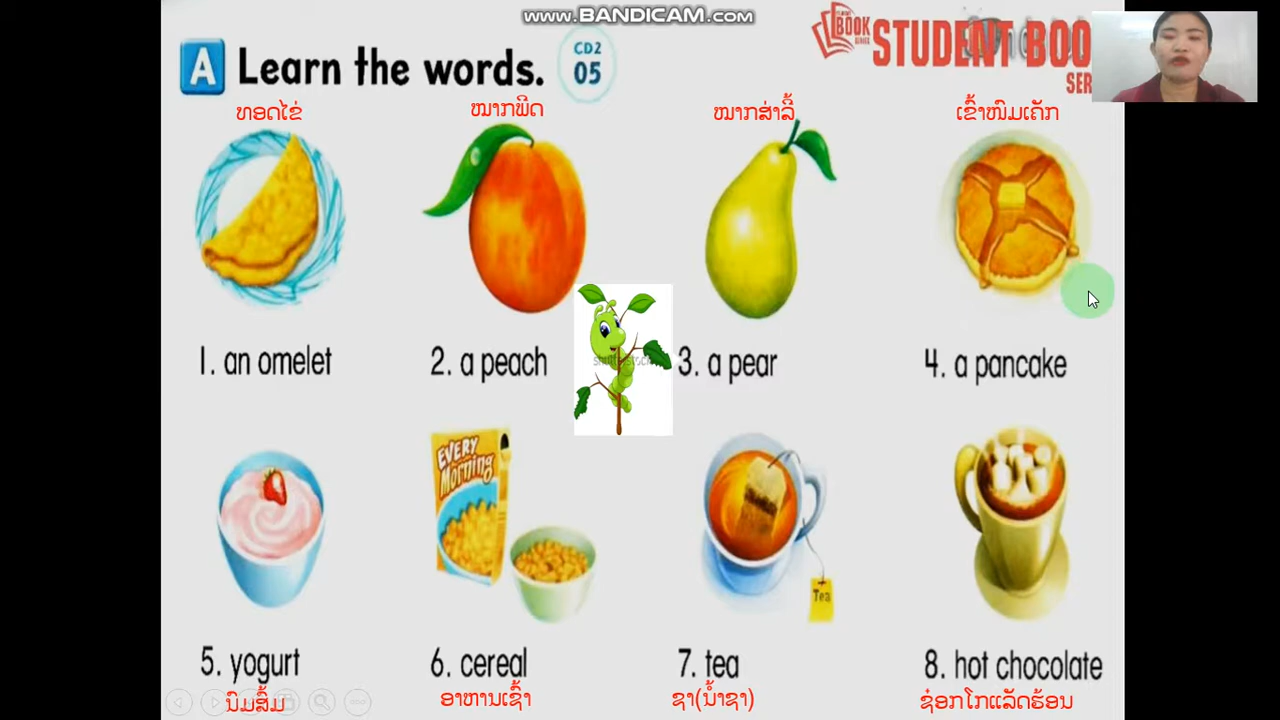 www.BANDICAM.com
BOOK
STUDENT BOO
SER
A Learn the words. CD2 05
ທອດໄຂ່ ໝາກພິດ ໝາກສ່າລີ້ ເຂົ້າໜົມເຄັກ
1. an omelet 2. a peach 3. a pear 4. a pancake
EVERY
Morning
Tea
5. yogurt 6. cereal 7. tea 8. hot chocolate
ນົມສົ້ມ ອາຫານເຊົ້າ ຊາ(ນ້ຳຊາ) ຊ໋ອກໂກແລັດຮ້ອນ